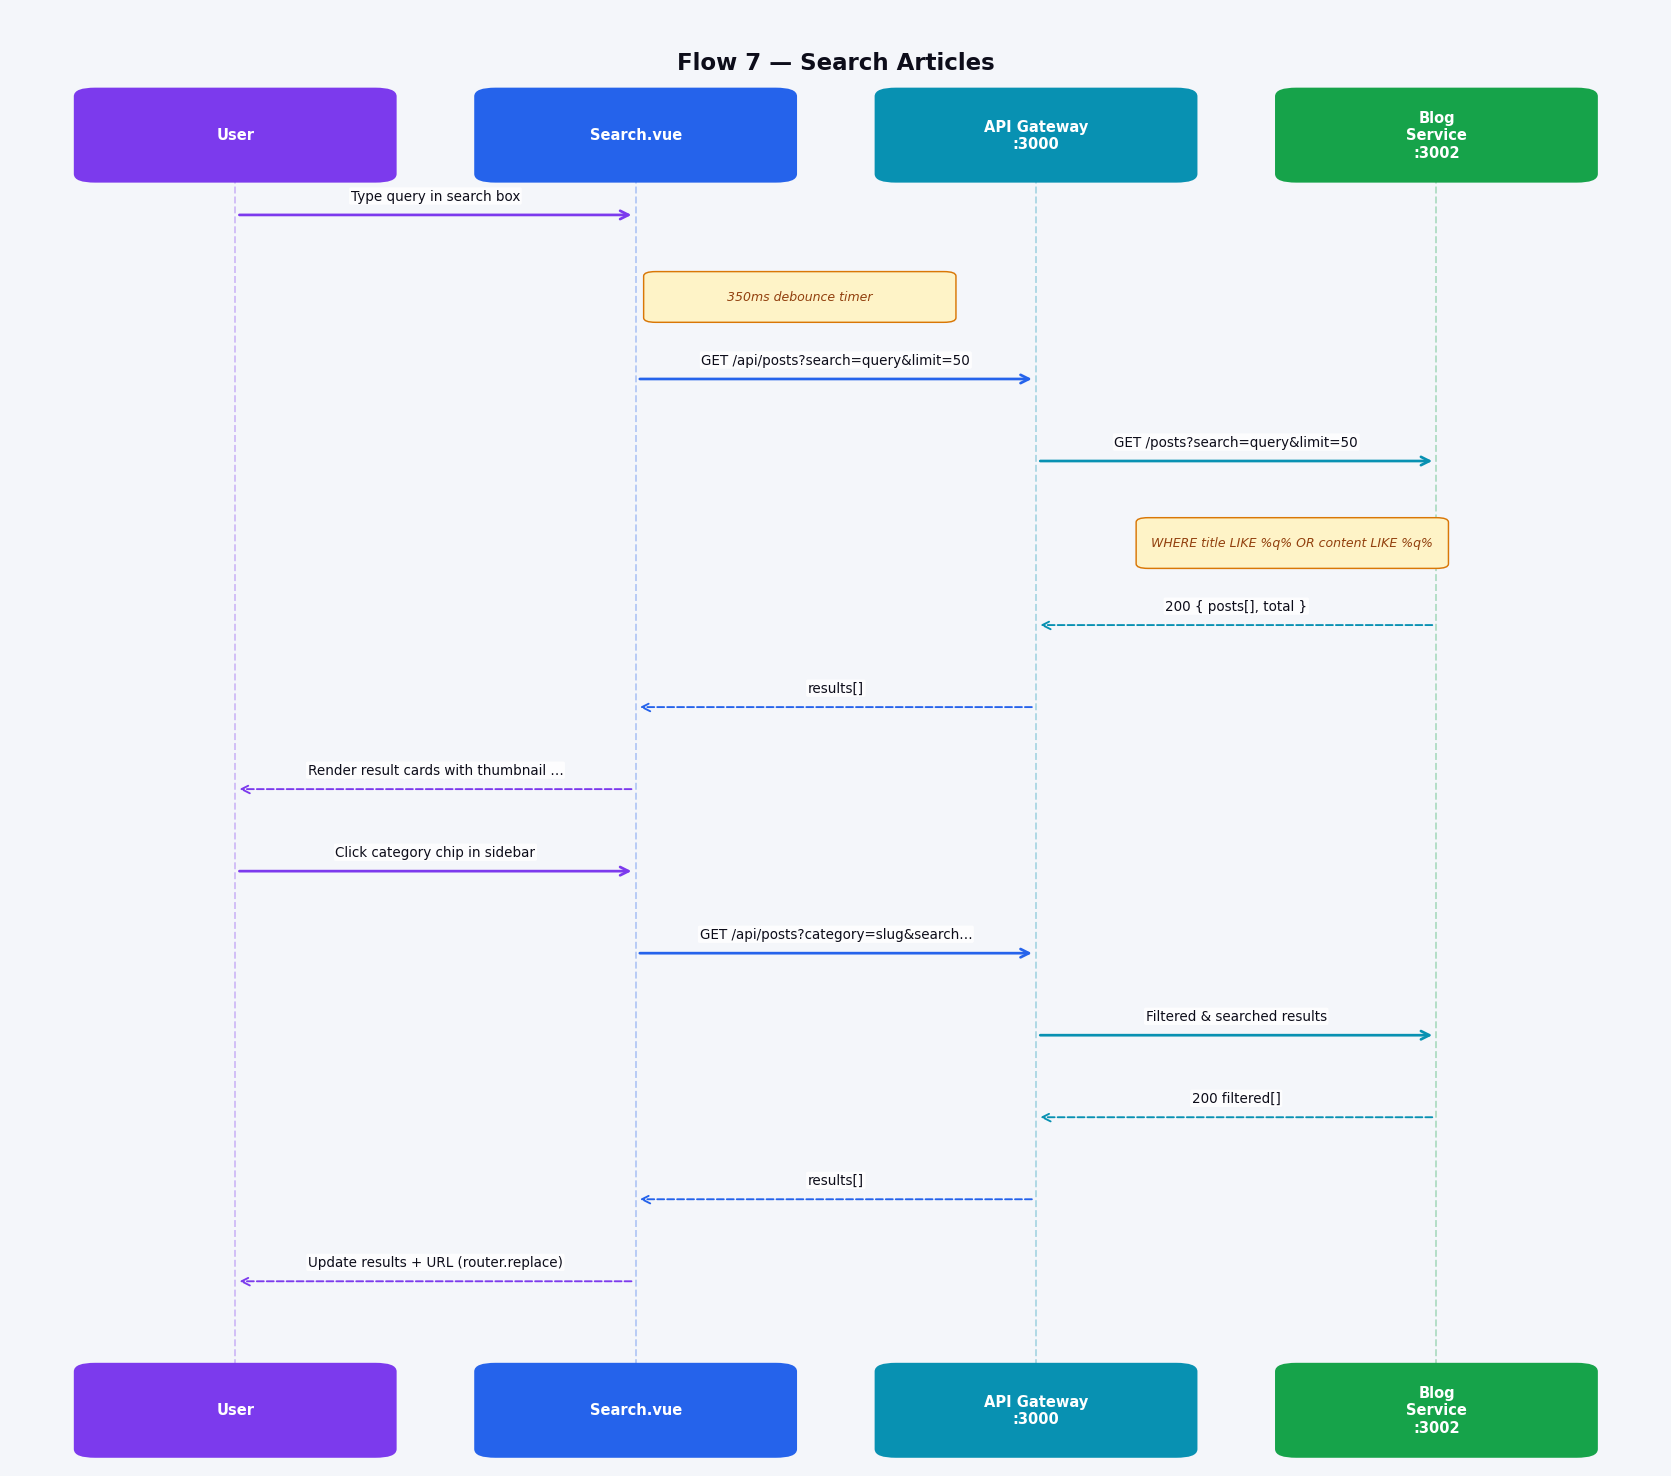 Flow 7 — Search Articles
User
Search.vue
API Gateway
:3000
Blog
Service
:3002
Type query in search box
350ms debounce timer
GET /api/posts?search=query&limit=50
GET /posts?search=query&limit=50
WHERE title LIKE %q% OR content LIKE %q%
200 { posts[], total }
results[]
Render result cards with thumbnail ...
Click category chip in sidebar
GET /api/posts?category=slug&search...
Filtered & searched results
200 filtered[]
results[]
Update results + URL (router.replace)
User
Search.vue
API Gateway
:3000
Blog
Service
:3002